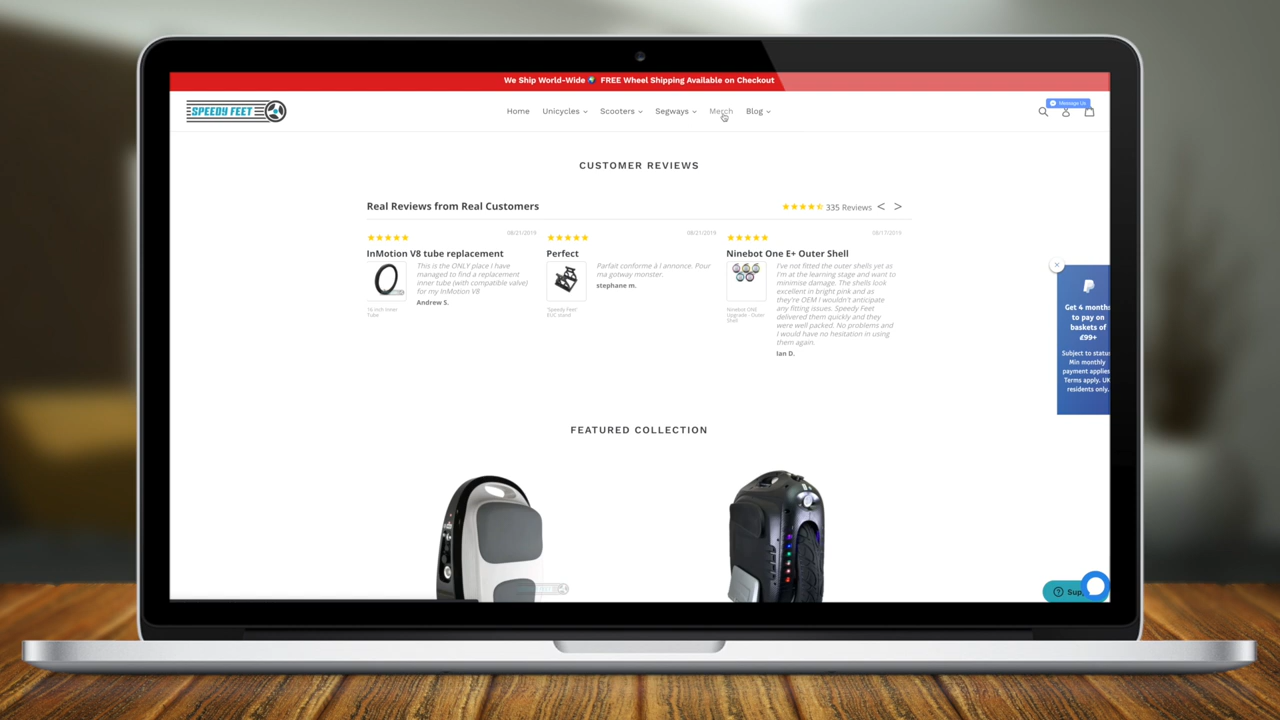 We Ship World-Wide FREE Wheel Shipping Available on Checkout
SPEEDY FEET
Home Unicycles Scooters Segways Merch Blog
Message Us
CUSTOMER REVIEWS
Real Reviews from Real Customers
335 Reviews < >
08/21/2019
InMotion V8 tube replacement
This is the ONLY place I have
managed to find a replacement
inner tube (with compatible valve)
for my InMotion V8
Andrew S.
16 inch Inner
Tube
08/21/2019
Perfect
Parfait conforme à l annonce. Pour
ma gotway monster.
stephane m.
"Speedy Feet"
EUC stand
08/17/2019
Ninebot One E+ Outer Shell
I've not fitted the outer shells yet as
I'm at the learning stage and want to
minimise damage. The shells look
excellent in bright pink and as
they're OEM I wouldn't anticipate
any fitting issues. Speedy Feet
delivered them quickly and they
were well packed. No problems and
I would have no hesitation in using
them again.
Ian D.
Ninebot ONE
Upgrade - Outer
Shell
Get 4 months
to pay on
baskets of
£99+
Subject to status
Min monthly
payment applies
Terms apply. UK
residents only.
FEATURED COLLECTION
Sup